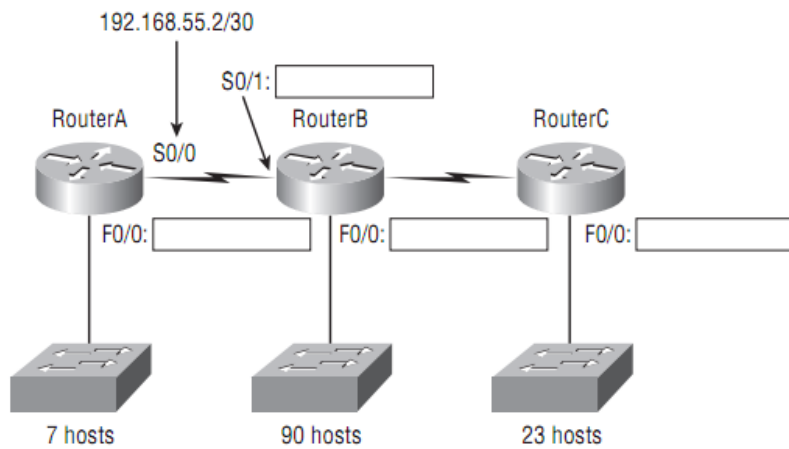 192.168.55.2/30
S0/1:
RouterA
RouterB
RouterC
S0/0
F0/0:
F0/0:
F0/0:
7 hosts
90 hosts
23 hosts